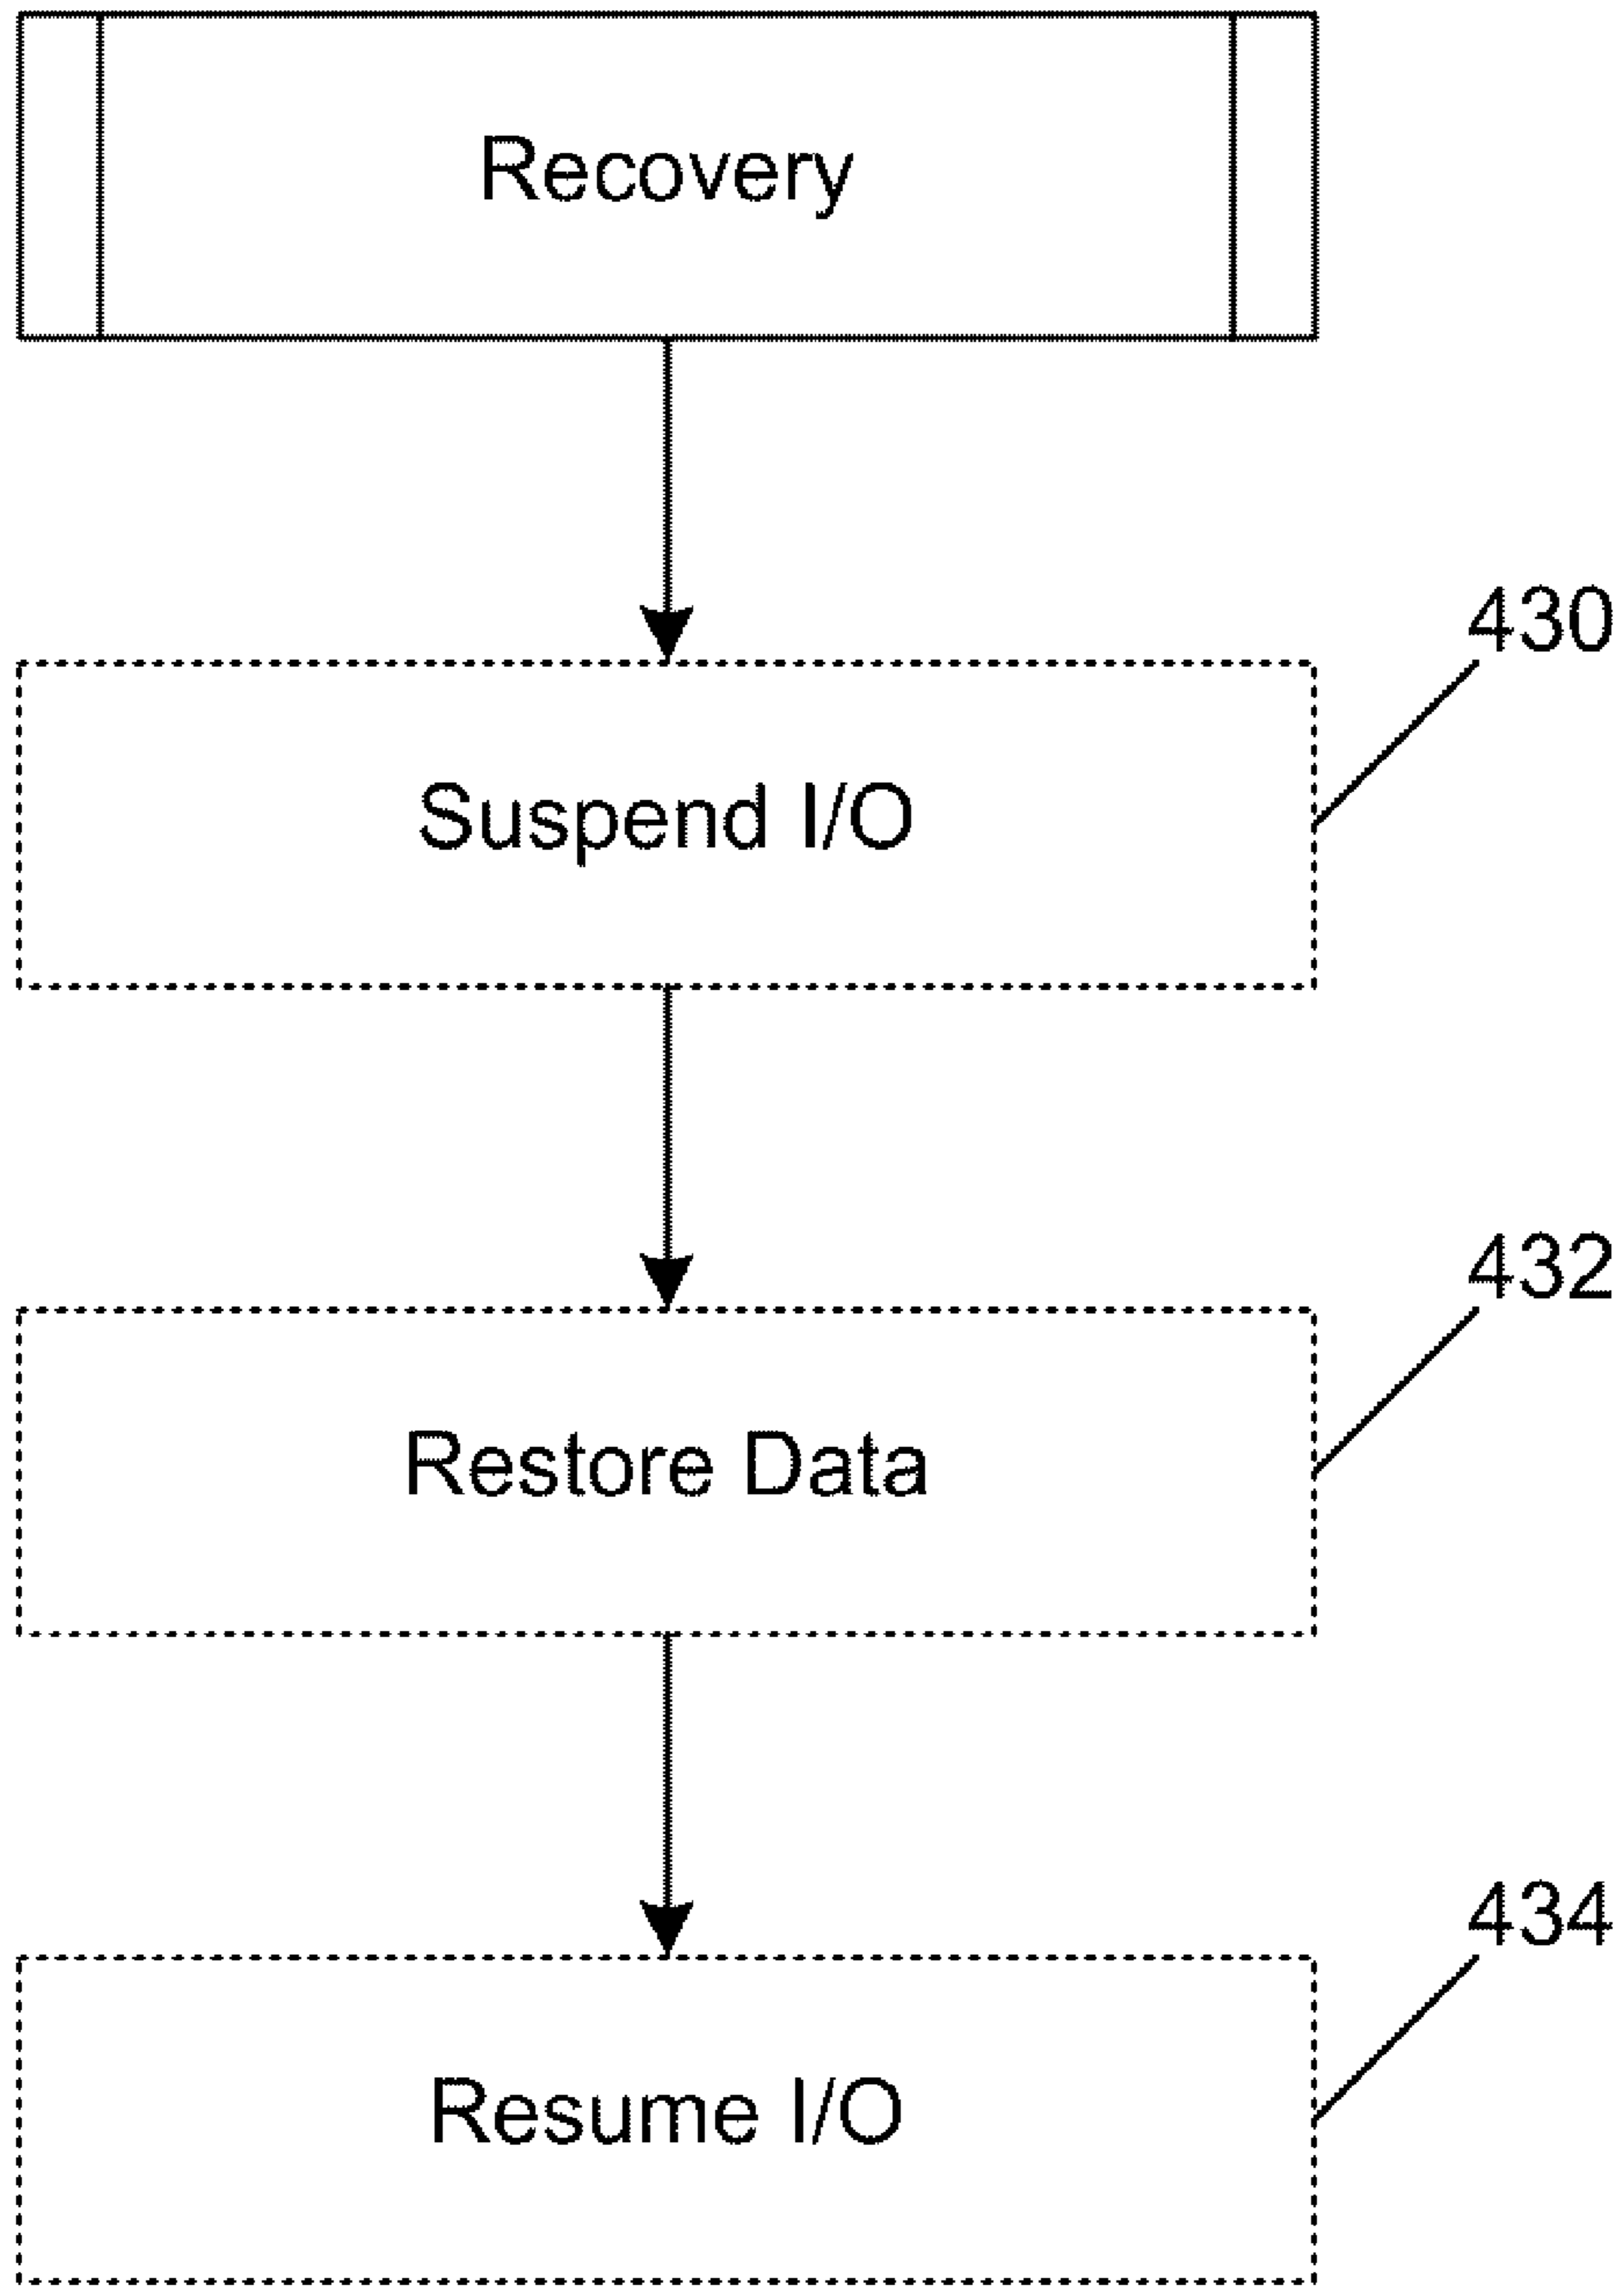 Recovery
430
Suspend I/O
432
Restore Data
434
Resume I/O